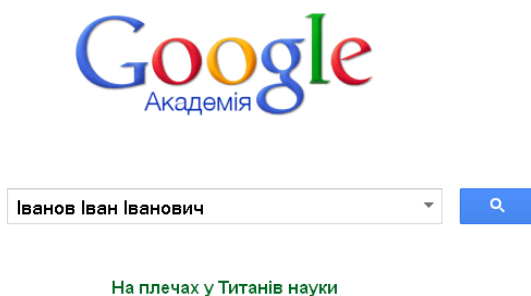 Google
Академія
Іванов Іван Іванович
На плечах у Титанів науки